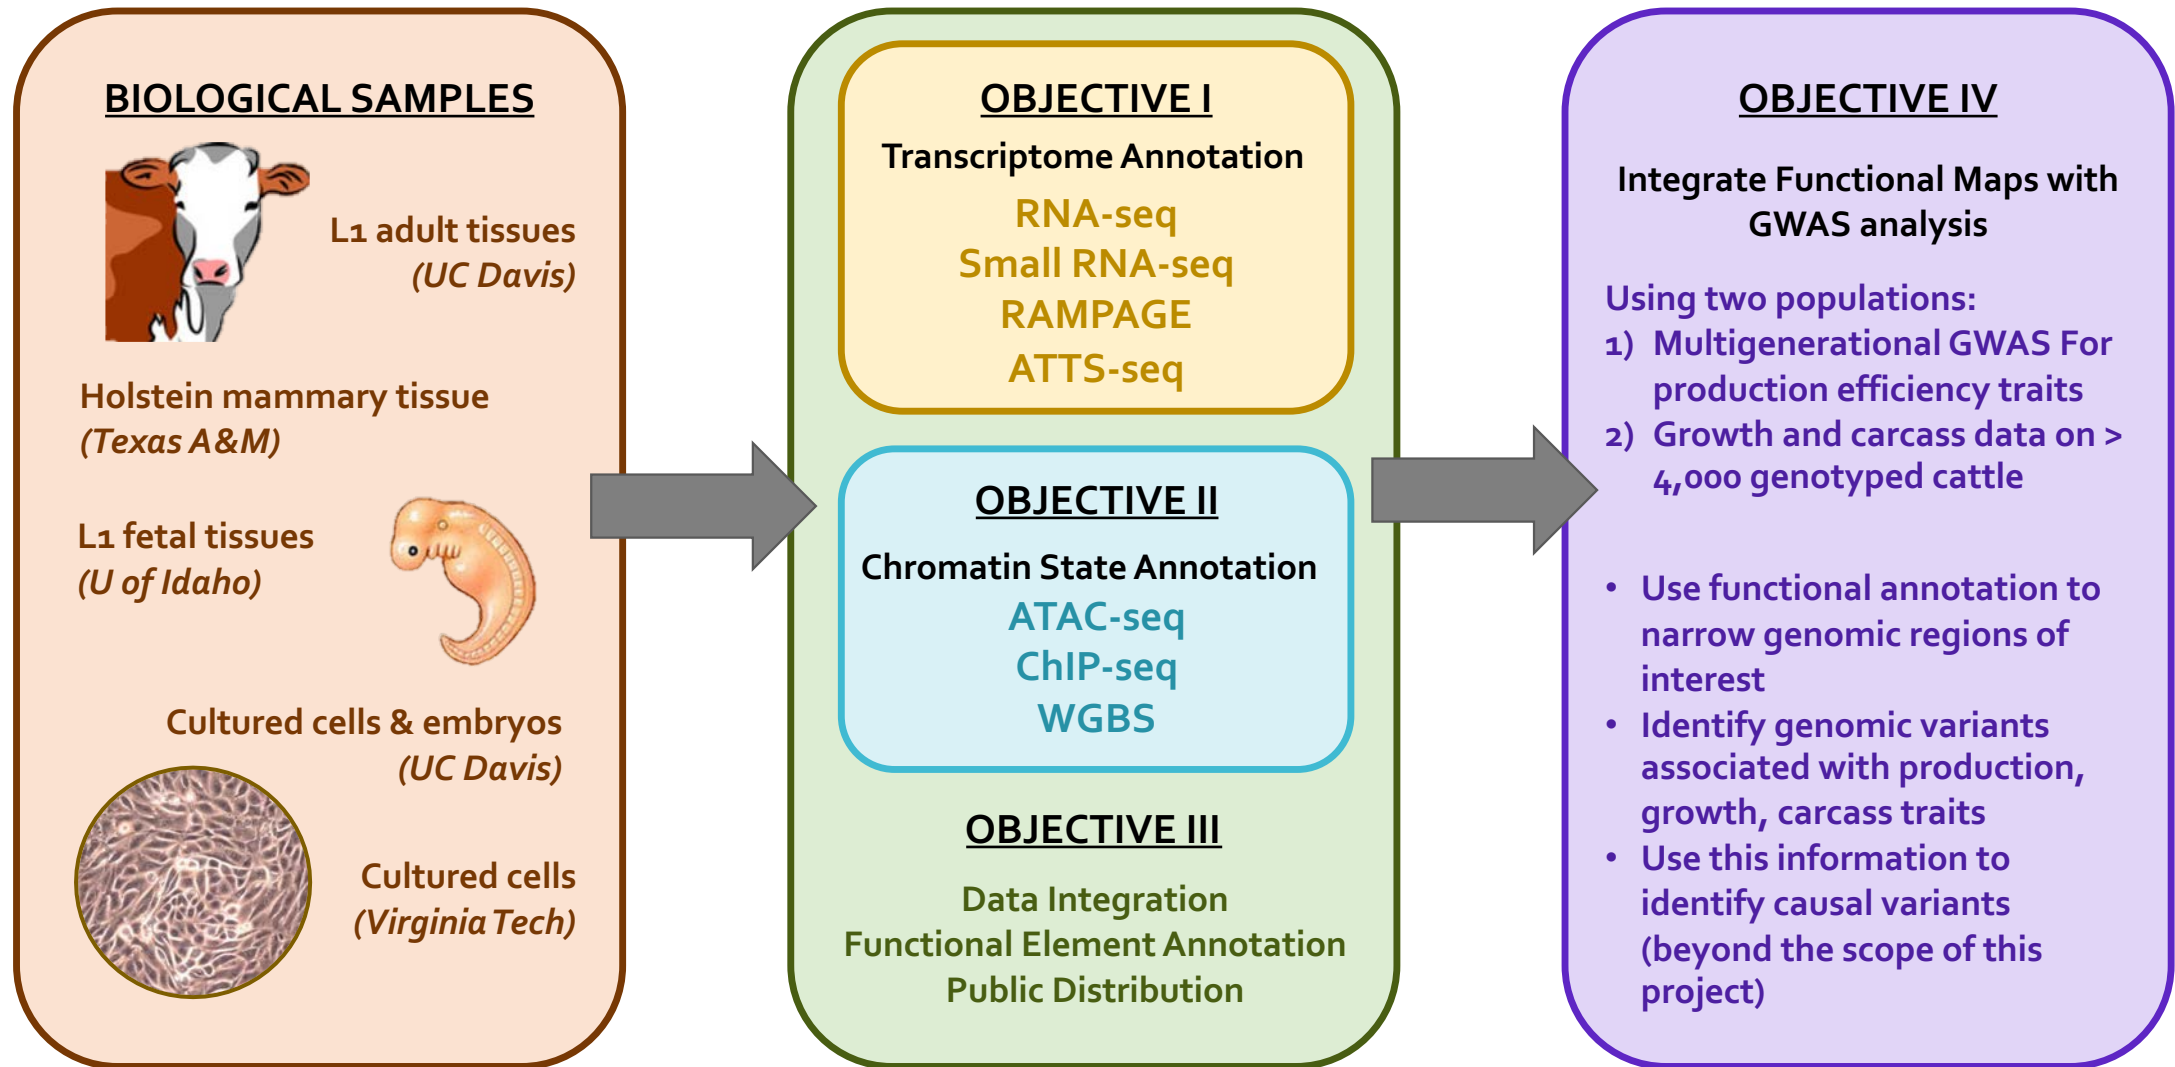 BIOLOGICAL SAMPLES
L1 adult tissues
(UC Davis)
Holstein mammary tissue
(Texas A&M)
L1 fetal tissues
(U of Idaho)
Cultured cells & embryos
(UC Davis)
Cultured cells
(Virginia Tech)
OBJECTIVE I
Transcriptome Annotation
RNA-seq
Small RNA-seq
RAMPAGE
ATTS-seq
OBJECTIVE II
Chromatin State Annotation
ATAC-seq
ChIP-seq
WGBS
OBJECTIVE III
Data Integration
Functional Element Annotation
Public Distribution
OBJECTIVE IV
Integrate Functional Maps with
GWAS analysis
Using two populations:
1) Multigenerational GWAS For
production efficiency traits
2) Growth and carcass data on >
4,000 genotyped cattle
• Use functional annotation to
narrow genomic regions of
interest
• Identify genomic variants
associated with production,
growth, carcass traits
• Use this information to
identify causal variants
(beyond the scope of this
project)